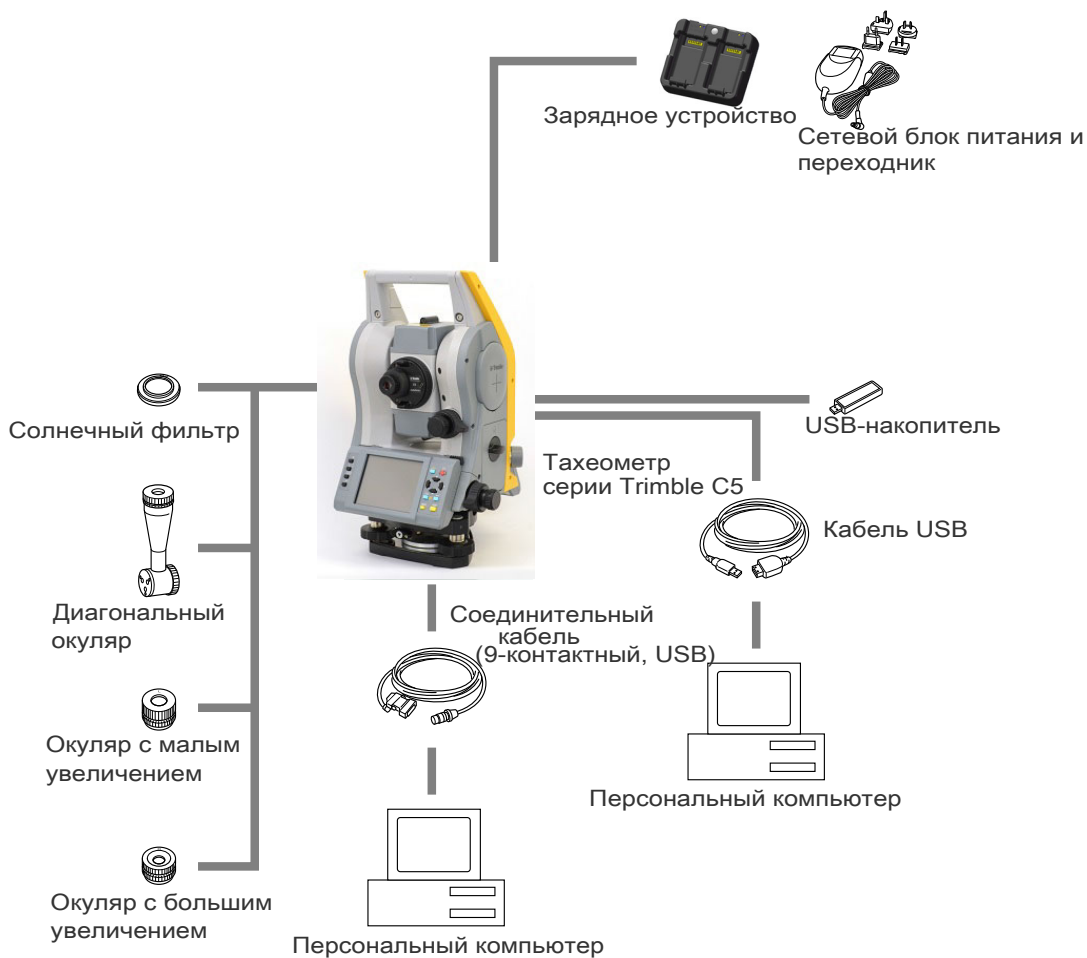 Зарядное устройство
Сетевой блок питания и
переходник
Солнечный фильтр
USB-накопитель
Тахеометр
серии Trimble C5
Кабель USB
Диагональный
окуляр
Соединительный
кабель
(9-контактный, USB)
Окуляр с малым
увеличением
Персональный компьютер
Окуляр с большим
увеличением
Персональный компьютер